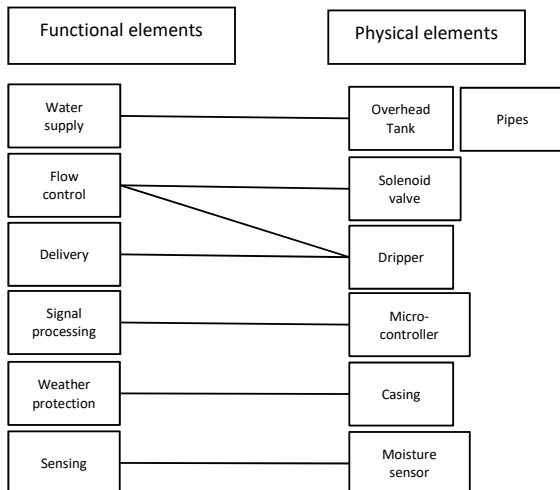 Functional elements
Physical elements
Water
supply
Overhead
Tank
Pipes
Flow
control
Solenoid
valve
Delivery
Dripper
Signal
processing
Micro-
controller
Weather
protection
Casing
Sensing
Moisture
sensor